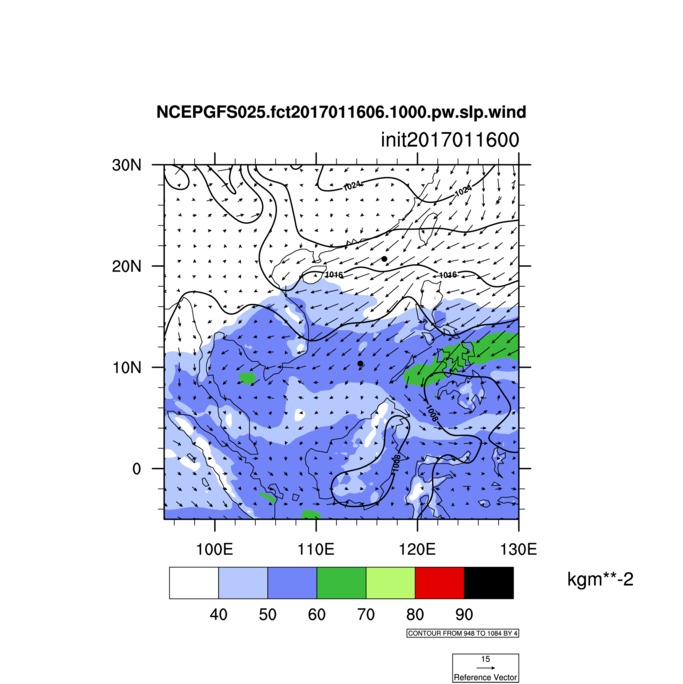 NCEPGFS025.fct2017011606.1000.pw.slp.wind
init2017011600
30N
1024
1024
20N
1016
1016
10N
1008
1008
0
100E 110E 120E 130E
kgm**-2
40 50 60 70 80 90
CONTOUR FROM 948 TO 1084 BY 4
15
Reference Vector